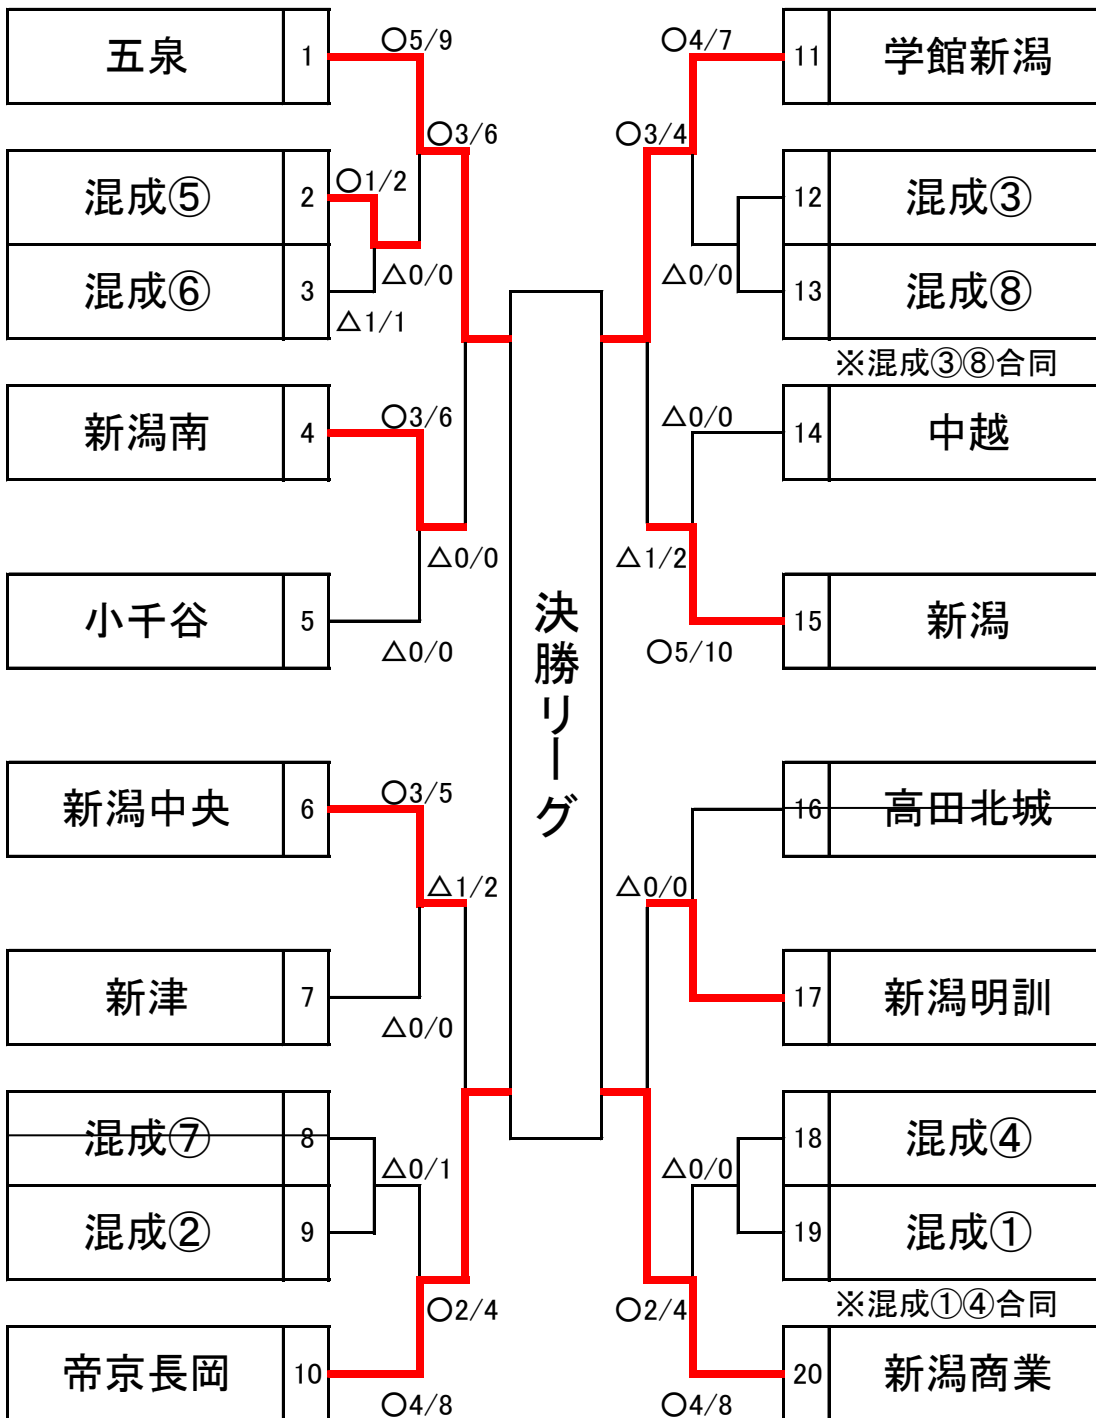 五泉 1
○5/9
○3/6
混成⑤ 2
○1/2
混成⑥ 3
△0/0
△1/1
新潟南 4
○3/6
△0/0
小千谷 5
△0/0
新潟中央 6
○3/5
△1/2
新津 7
△0/0
混成⑦ 8
△0/1
混成② 9
○2/4
帝京長岡 10
○4/8
決勝リーグ
○4/7
11 学館新潟
○3/4
12 混成③
△0/0
13 混成⑧
※混成③⑧合同
△0/0
14 中越
△1/2
15 新潟
○5/10
16 高田北城
△0/0
17 新潟明訓
18 混成④
△0/0
19 混成①
※混成①④合同
○2/4
20 新潟商業
○4/8